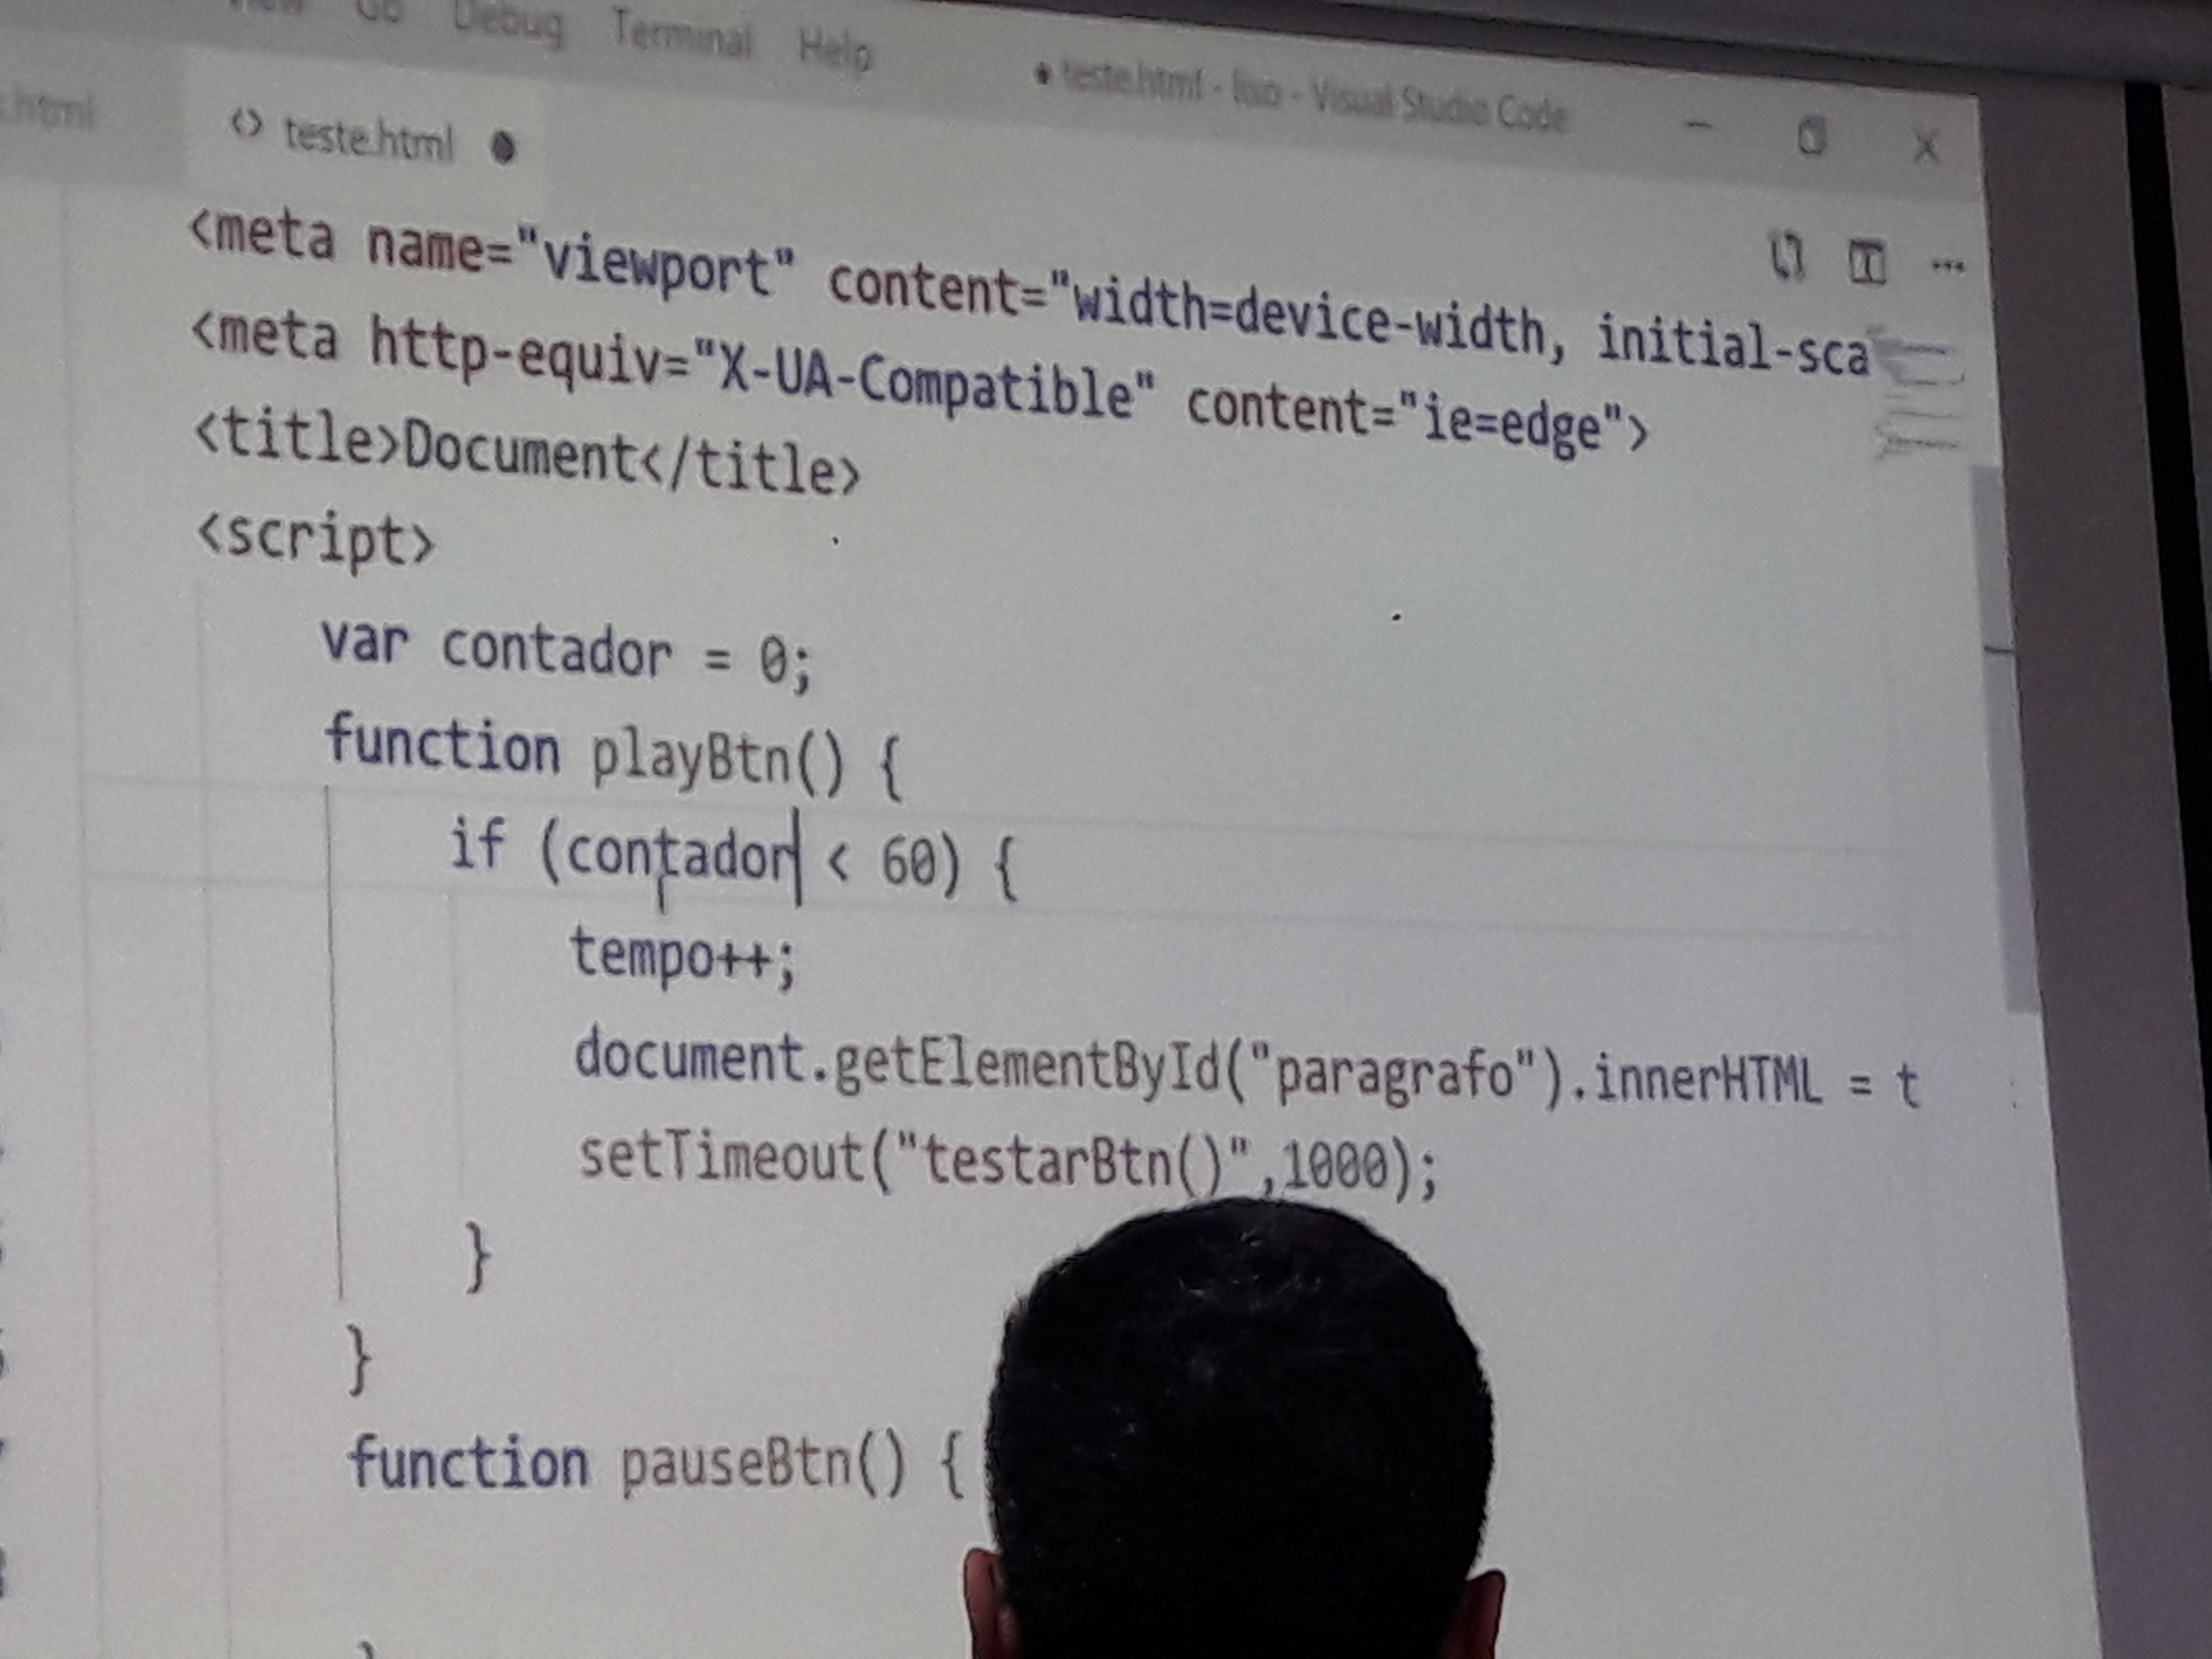 Go Debug Terminal Help
● teste.html - lixo - Visual Studio Code
.html
<> teste.html ●
<meta name="viewport" content="width=device-width, initial-sca
<meta http-equiv="X-UA-Compatible" content="ie=edge">
<title>Document</title>
<script>
var contador = 0;
function playBtn() {
if (contador < 60) {
tempo++;
document.getElementById("paragrafo").innerHTML = t
setTimeout("testarBtn()",1000);
}
}
function pauseBtn() {